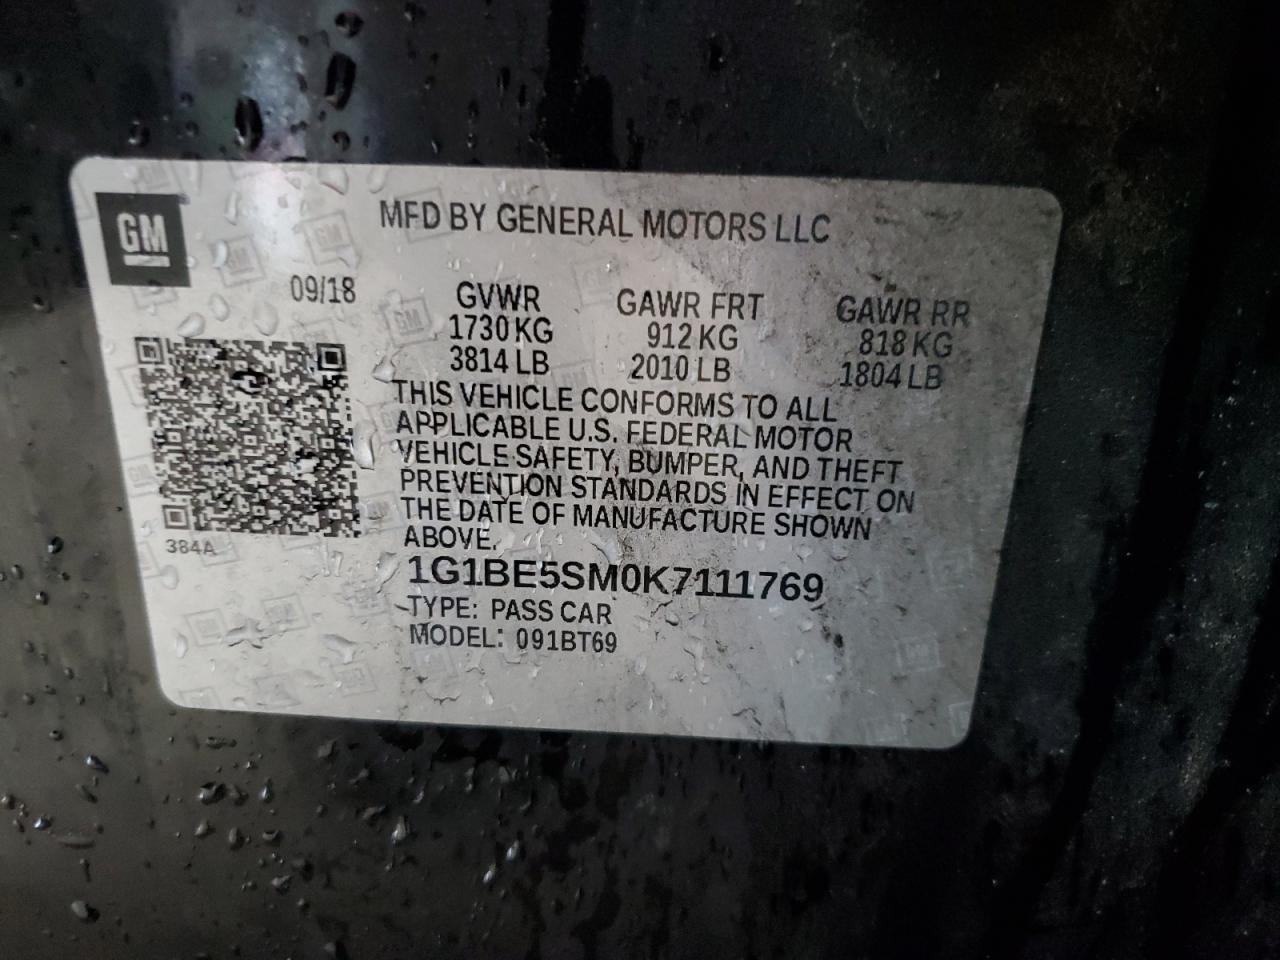 GM
MFD BY GENERAL MOTORS LLC
09/18
GVWR GAWR FRT GAWR RR
1730 KG 912 KG 818 KG
3814 LB 2010 LB 1804 LB
THIS VEHICLE CONFORMS TO ALL
APPLICABLE U.S. FEDERAL MOTOR
VEHICLE SAFETY, BUMPER, AND THEFT
PREVENTION STANDARDS IN EFFECT ON
THE DATE OF MANUFACTURE SHOWN
ABOVE.
384A
1G1BE5SM0K7111769
TYPE: PASS CAR
MODEL: 091BT69